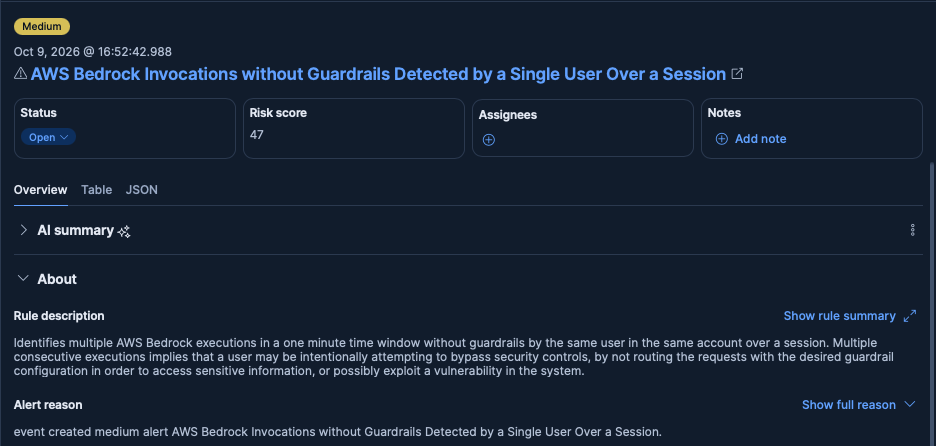 Medium
Oct 9, 2026 @ 16:52:42.988
AWS Bedrock Invocations without Guardrails Detected by a Single User Over a Session
Status
Open
Risk score
47
Assignees
Notes
Add note
Overview Table JSON
AI summary
About
Rule description
Show rule summary
Identifies multiple AWS Bedrock executions in a one minute time window without guardrails by the same user in the same account over a session. Multiple
consecutive executions implies that a user may be intentionally attempting to bypass security controls, by not routing the requests with the desired guardrail
configuration in order to access sensitive information, or possibly exploit a vulnerability in the system.
Alert reason
Show full reason
event created medium alert AWS Bedrock Invocations without Guardrails Detected by a Single User Over a Session.